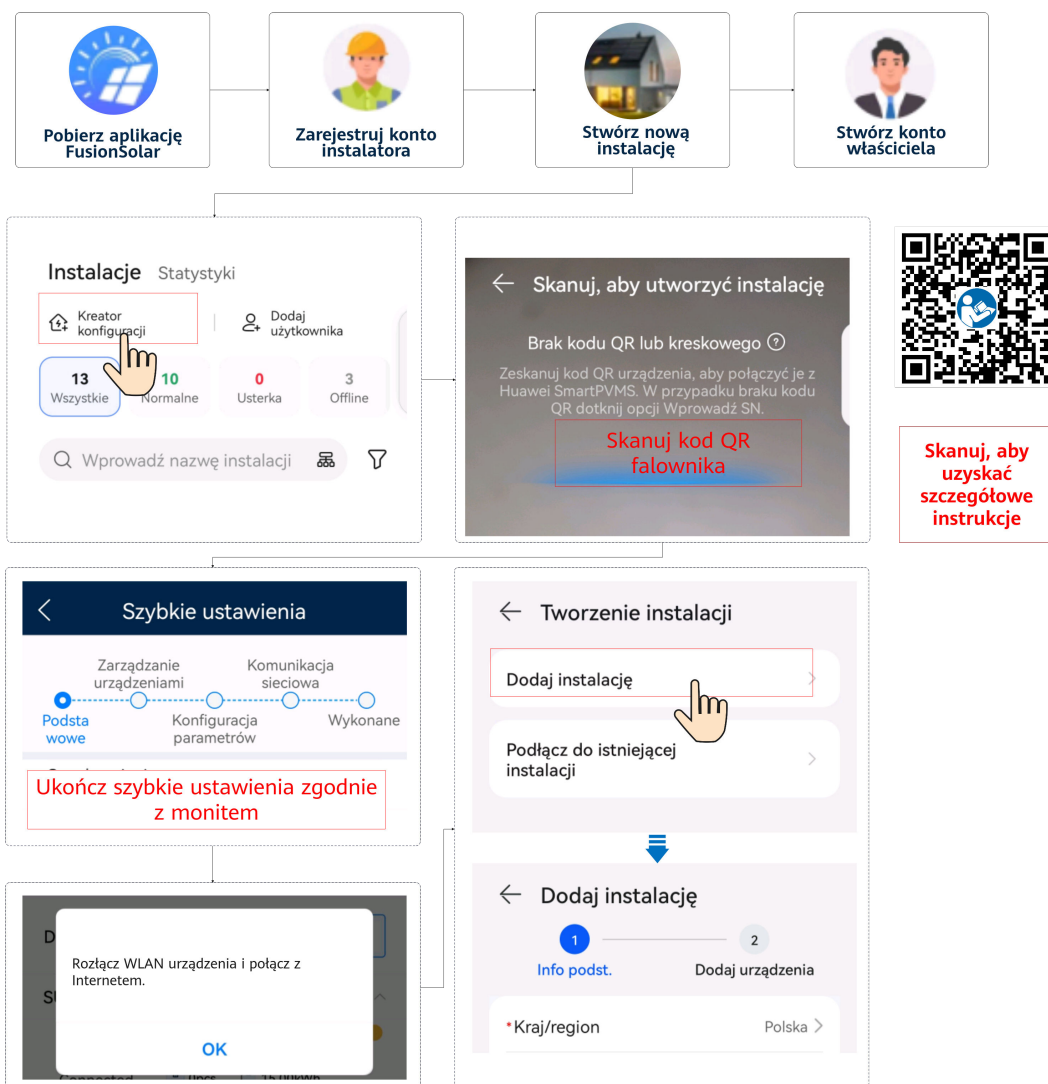 Pobierz aplikację
FusionSolar
Zarejestruj konto
instalatora
Stwórz nową
instalację
Stwórz konto
właściciela
Instalacje Statystyki
Kreator
konfiguracji
Dodaj
użytkownika
13
Wszystkie
10
Normalne
0
Usterka
3
Offline
Wprowadź nazwę instalacji
Skanuj, aby utworzyć instalację
Brak kodu QR lub kreskowego
Zeskanuj kod QR urządzenia, aby połączyć je z
Huawei SmartPVMS. W przypadku braku kodu
QR dotknij opcji Wprowadź SN.
Skanuj kod QR
falownika
Skanuj, aby
uzyskać
szczegółowe
instrukcje
Szybkie ustawienia
Zarządzanie
urządzeniami
Komunikacja
sieciowa
Podsta
wowe
Konfiguracja
parametrów
Wykonane
Ukończ szybkie ustawienia zgodnie
z monitem
Rozłącz WLAN urządzenia i połącz z
Internetem.
OK
Tworzenie instalacji
Dodaj instalację
Podłącz do istniejącej
instalacji
Dodaj instalację
1
Info podst.
2
Dodaj urządzenia
*Kraj/region Polska